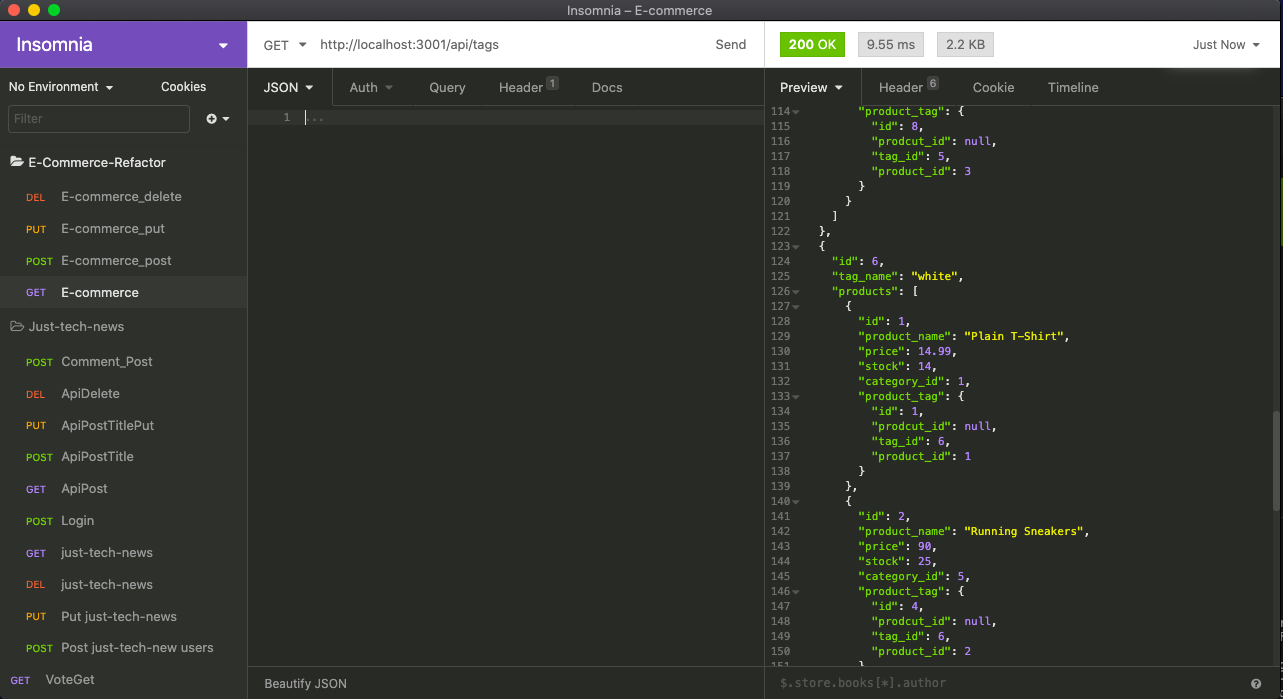 Insomnia – E-commerce
Insomnia
GET http://localhost:3001/api/tags Send
200 OK 9.55 ms 2.2 KB Just Now
No Environment Cookies
JSON Auth Query Header 1 Docs
Preview Header 6 Cookie Timeline
Filter
E-Commerce-Refactor
DEL E-commerce_delete
PUT E-commerce_put
POST E-commerce_post
GET E-commerce
Just-tech-news
POST Comment_Post
DEL ApiDelete
PUT ApiPostTitlePut
POST ApiPostTitle
GET ApiPost
POST Login
GET just-tech-news
DEL just-tech-news
PUT Put just-tech-news
POST Post just-tech-new users
GET VoteGet
1 ...
Beautify JSON
114 "product_tag": {
115 "id": 8,
116 "prodcut_id": null,
117 "tag_id": 5,
118 "product_id": 3
119 }
120 }
121 ]
122 },
123 {
124 "id": 6,
125 "tag_name": "white",
126 "products": [
127 {
128 "id": 1,
129 "product_name": "Plain T-Shirt",
130 "price": 14.99,
131 "stock": 14,
132 "category_id": 1,
133 "product_tag": {
134 "id": 1,
135 "prodcut_id": null,
136 "tag_id": 6,
137 "product_id": 1
138 }
139 },
140 {
141 "id": 2,
142 "product_name": "Running Sneakers",
143 "price": 90,
144 "stock": 25,
145 "category_id": 5,
146 "product_tag": {
147 "id": 4,
148 "prodcut_id": null,
149 "tag_id": 6,
150 "product_id": 2
151 }
$.store.books[*].author